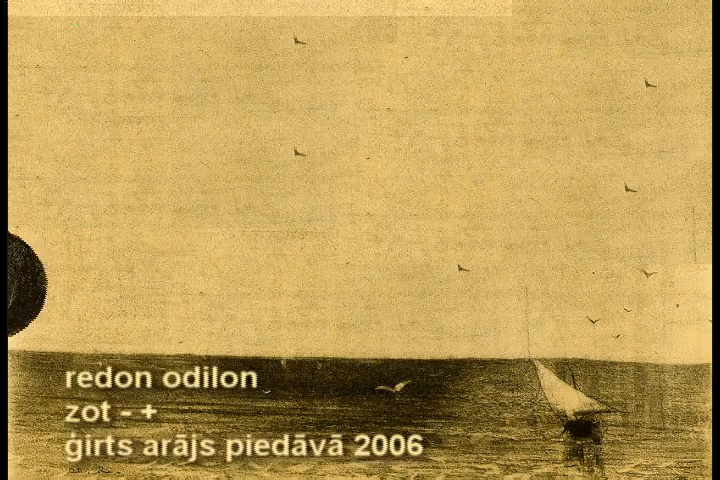 redon odilon
zot - +
ģirts arājs piedāvā 2006